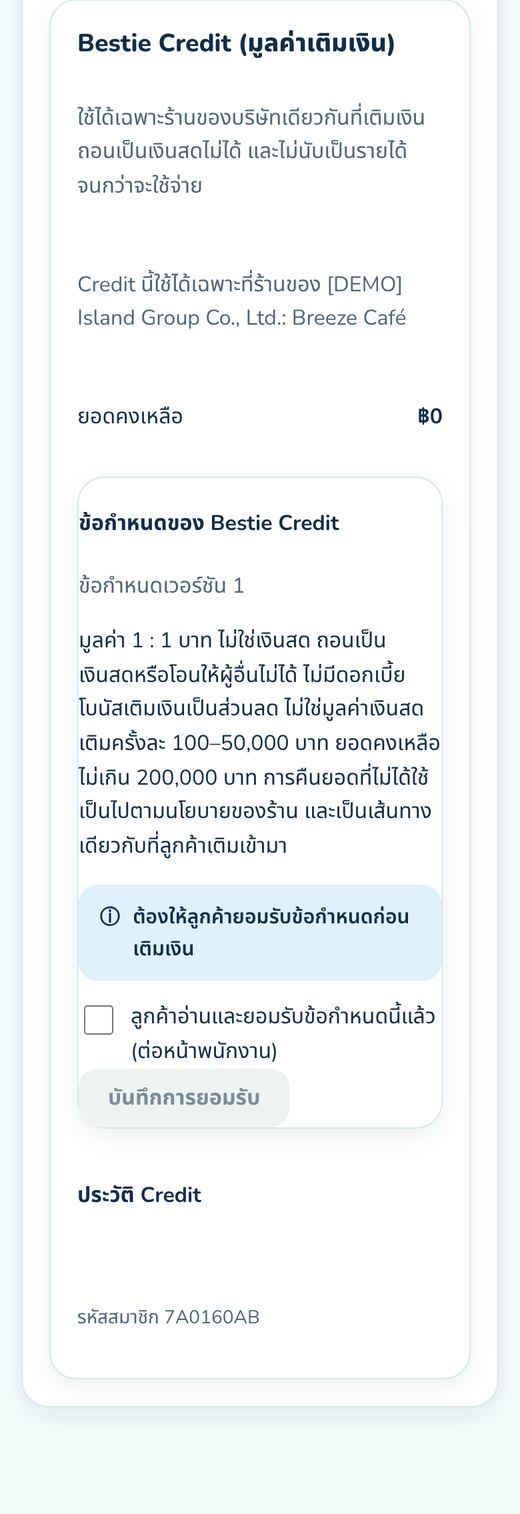 Bestie Credit (มูลค่าเติมเงิน)
ใช้ได้เฉพาะร้านของบริษัทเดียวกันที่เติมเงิน
ถอนเป็นเงินสดไม่ได้ และไม่นับเป็นรายได้
จนกว่าจะใช้จ่าย
Credit นี้ใช้ได้เฉพาะที่ร้านของ [DEMO]
Island Group Co., Ltd.: Breeze Café
ยอดคงเหลือ ฿0
ข้อกำหนดของ Bestie Credit
ข้อกำหนดเวอร์ชัน 1
มูลค่า 1 : 1 บาท ไม่ใช่เงินสด ถอนเป็น
เงินสดหรือโอนให้ผู้อื่นไม่ได้ ไม่มีดอกเบี้ย
โบนัสเติมเงินเป็นส่วนลด ไม่ใช่มูลค่าเงินสด
เติมครั้งละ 100–50,000 บาท ยอดคงเหลือ
ไม่เกิน 200,000 บาท การคืนยอดที่ไม่ได้ใช้
เป็นไปตามนโยบายของร้าน และเป็นเส้นทาง
เดียวกับที่ลูกค้าเติมเข้ามา
ต้องให้ลูกค้ายอมรับข้อกำหนดก่อน
เติมเงิน
ลูกค้าอ่านและยอมรับข้อกำหนดนี้แล้ว
(ต่อหน้าพนักงาน)
บันทึกการยอมรับ
ประวัติ Credit
รหัสสมาชิก 7A0160AB